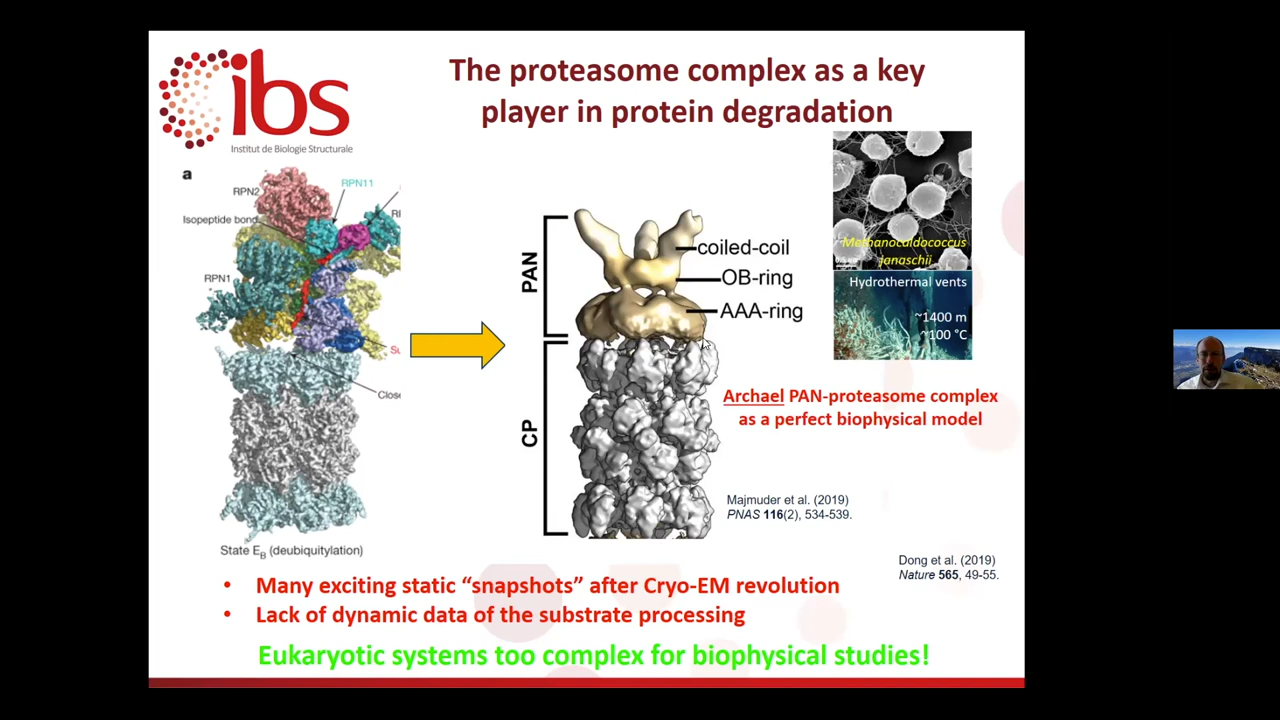 ibs
Institut de Biologie Structurale
The proteasome complex as a key
player in protein degradation
a
RPN2
RPN11
Isopeptide bond
RPN1
Close
State EB (deubiquitylation)
PAN
CP
coiled-coil
OB-ring
AAA-ring
Methanocaldococcus
Janaschii
Hydrothermal vents
~1400 m
~100 °C
Archael PAN-proteasome complex
as a perfect biophysical model
Majmuder et al. (2019)
PNAS 116(2), 534-539.
Dong et al. (2019)
Nature 565, 49-55.
• Many exciting static “snapshots” after Cryo-EM revolution
• Lack of dynamic data of the substrate processing
Eukaryotic systems too complex for biophysical studies!